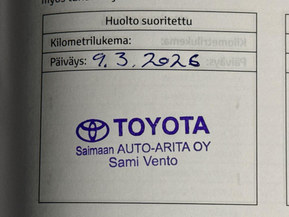 Huolto suoritettu
Kilometrilukema:
Päiväys: 9.3.2026
TOYOTA
Saimaan AUTO-ARITA OY
Sami Vento